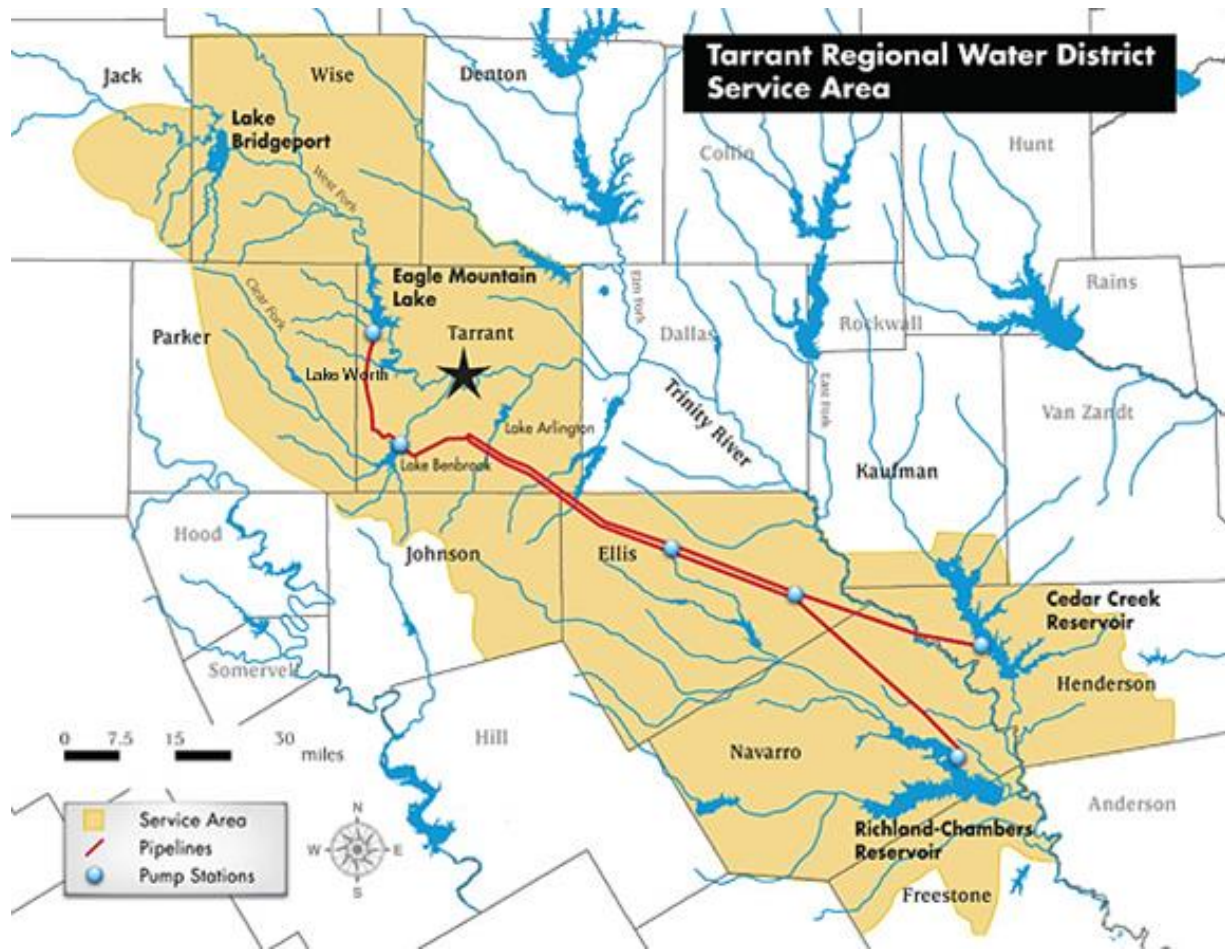 Tarrant Regional Water District
Service Area
Jack
Wise
Denton
Collin
Hunt
Lake
Bridgeport
West Fork
Eagle Mountain
Lake
Clear Fork
Elm Fork
Rains
Parker
Tarrant
Dallas
Rockwall
Lake Worth
Trinity River
East Fork
Van Zandt
Lake Arlington
Lake Benbrook
Kaufman
Hood
Johnson
Ellis
Cedar Creek
Reservoir
Somervell
Henderson
Hill
Navarro
0 7.5 15 30
miles
Anderson
Richland-Chambers
Reservoir
Freestone
Service Area
Pipelines
Pump Stations
N
W E
S